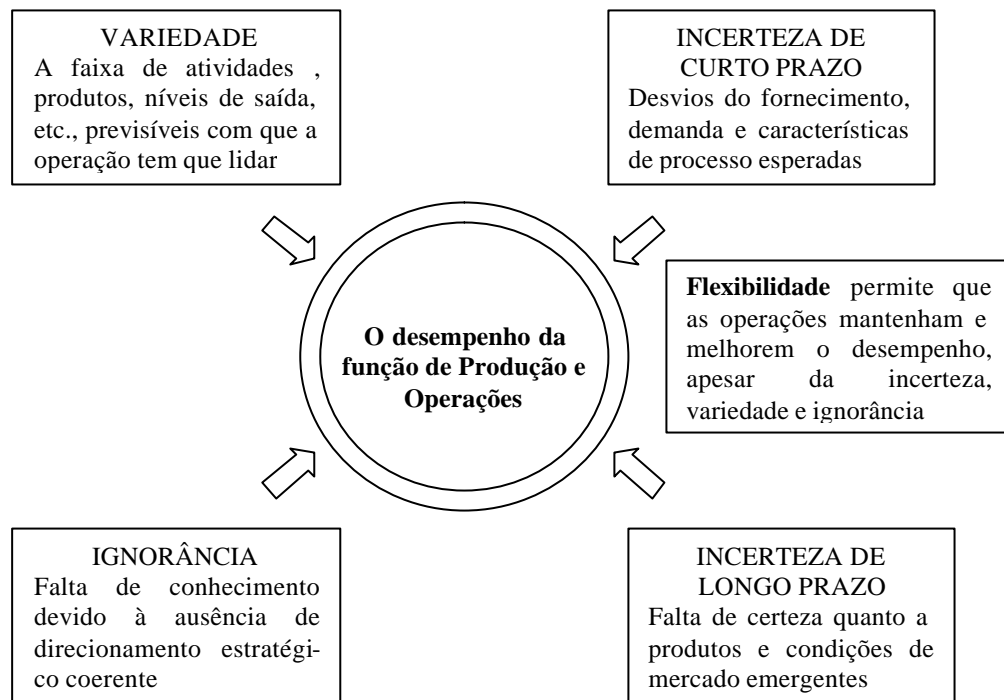 VARIEDADE
A faixa de atividades ,
produtos, níveis de saída,
etc., previsíveis com que a
operação tem que lidar
INCERTEZA DE
CURTO PRAZO
Desvios do fornecimento,
demanda e características
de processo esperadas
O desempenho da
função de Produção e
Operações
Flexibilidade permite que
as operações mantenham e
melhorem o desempenho,
apesar da incerteza,
variedade e ignorância
IGNORÂNCIA
Falta de conhecimento
devido à ausência de
direcionamento estratégi-
co coerente
INCERTEZA DE
LONGO PRAZO
Falta de certeza quanto a
produtos e condições de
mercado emergentes